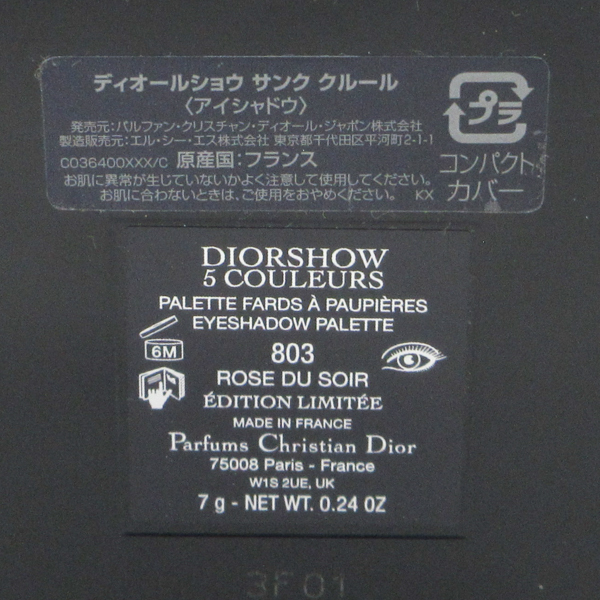 ディオールショウ サンク クルール
〈アイシャドウ〉
発売元：パルファン・クリスチャン・ディオール・ジャポン株式会社
製造販売元：エル・シー・エス株式会社 東京都千代田区平河町2-1-1
C036400XXX/C 原産国：フランス
お肌に異常が生じていないかよく注意して使用してください。
お肌に合わないときは、ご使用をおやめください。 KX
プラ
コンパクト
カバー
DIORSHOW
5 COULEURS
PALETTE FARDS À PAUPIÈRES
EYESHADOW PALETTE
6M
803
ROSE DU SOIR
ÉDITION LIMITÉE
MADE IN FRANCE
Parfums Christian Dior
75008 Paris - France
W1S 2UE, UK
7 g - NET WT. 0.24 OZ
3F01